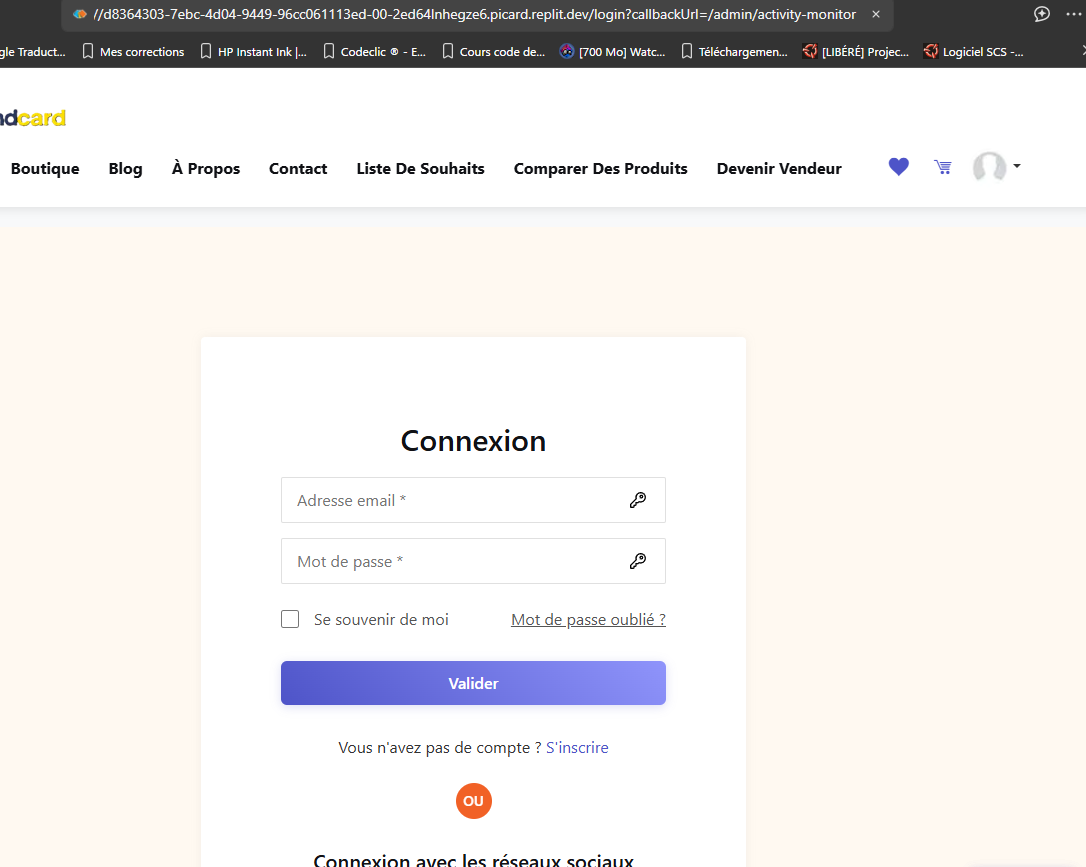 //d8364303-7ebc-4d04-9449-96cc061113ed-00-2ed64lnhegze6.picard.replit.dev/login?callbackUrl=/admin/activity-monitor
gle Traduct... Mes corrections HP Instant Ink |... Codeclic ® - E... Cours code de... [700 Mo] Watc... Téléchargemen... [LIBÉRÉ] Projec... Logiciel SCS -...
dcard
Boutique Blog À Propos Contact Liste De Souhaits Comparer Des Produits Devenir Vendeur
Connexion
Adresse email *
Mot de passe *
Se souvenir de moi Mot de passe oublié ?
Valider
Vous n'avez pas de compte ? S'inscrire
OU
Connexion avec les réseaux sociaux